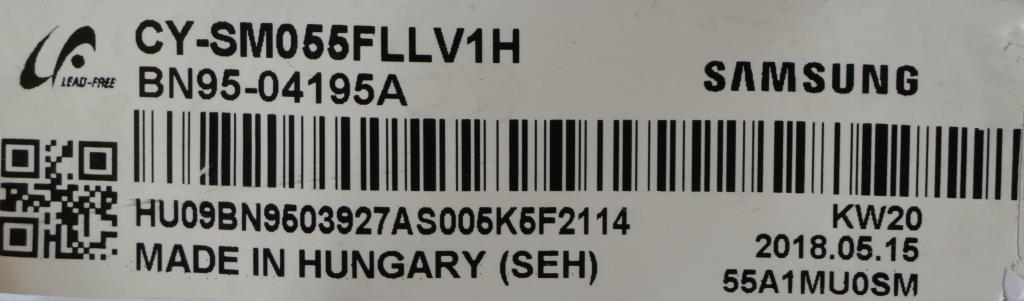 CY-SM055FLLV1H
BN95-04195A
LEAD-FREE
SAMSUNG
HU09BN9503927AS005K5F2114
KW20
2018.05.15
MADE IN HUNGARY (SEH)
55A1MU0SM